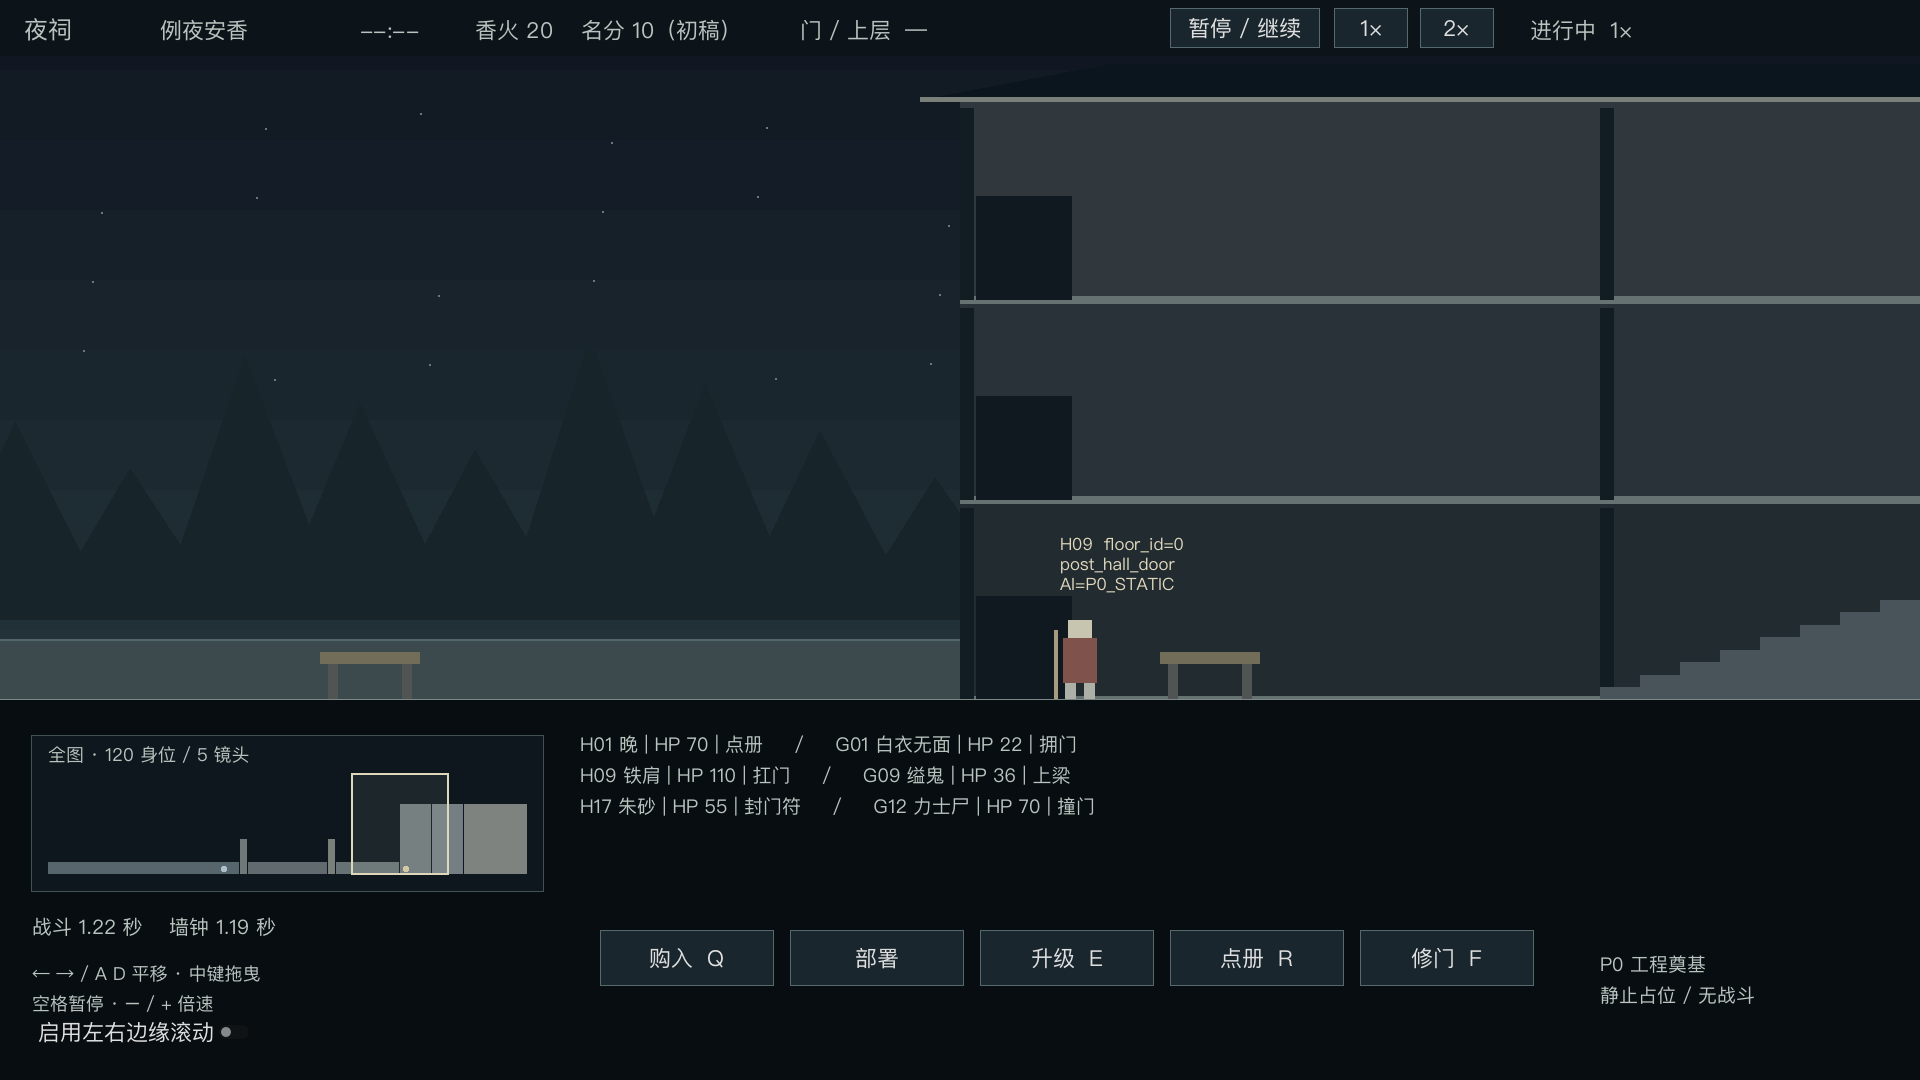 夜祠 例夜安香 --:-- 香火 20 名分 10（初稿） 门 / 上层 — 暂停 / 继续 1× 2× 进行中 1×
H09 floor_id=0
post_hall_door
AI=P0_STATIC
全图 · 120 身位 / 5 镜头
H01 晚 | HP 70 | 点册 / G01 白衣无面 | HP 22 | 拥门
H09 铁肩 | HP 110 | 扛门 / G09 缢鬼 | HP 36 | 上梁
H17 朱砂 | HP 55 | 封门符 / G12 力士尸 | HP 70 | 撞门
战斗 1.22 秒 墙钟 1.19 秒
←→ / A D 平移 · 中键拖曳
空格暂停 · − / + 倍速
启用左右边缘滚动
购入 Q 部署 升级 E 点册 R 修门 F
P0 工程奠基
静止占位 / 无战斗